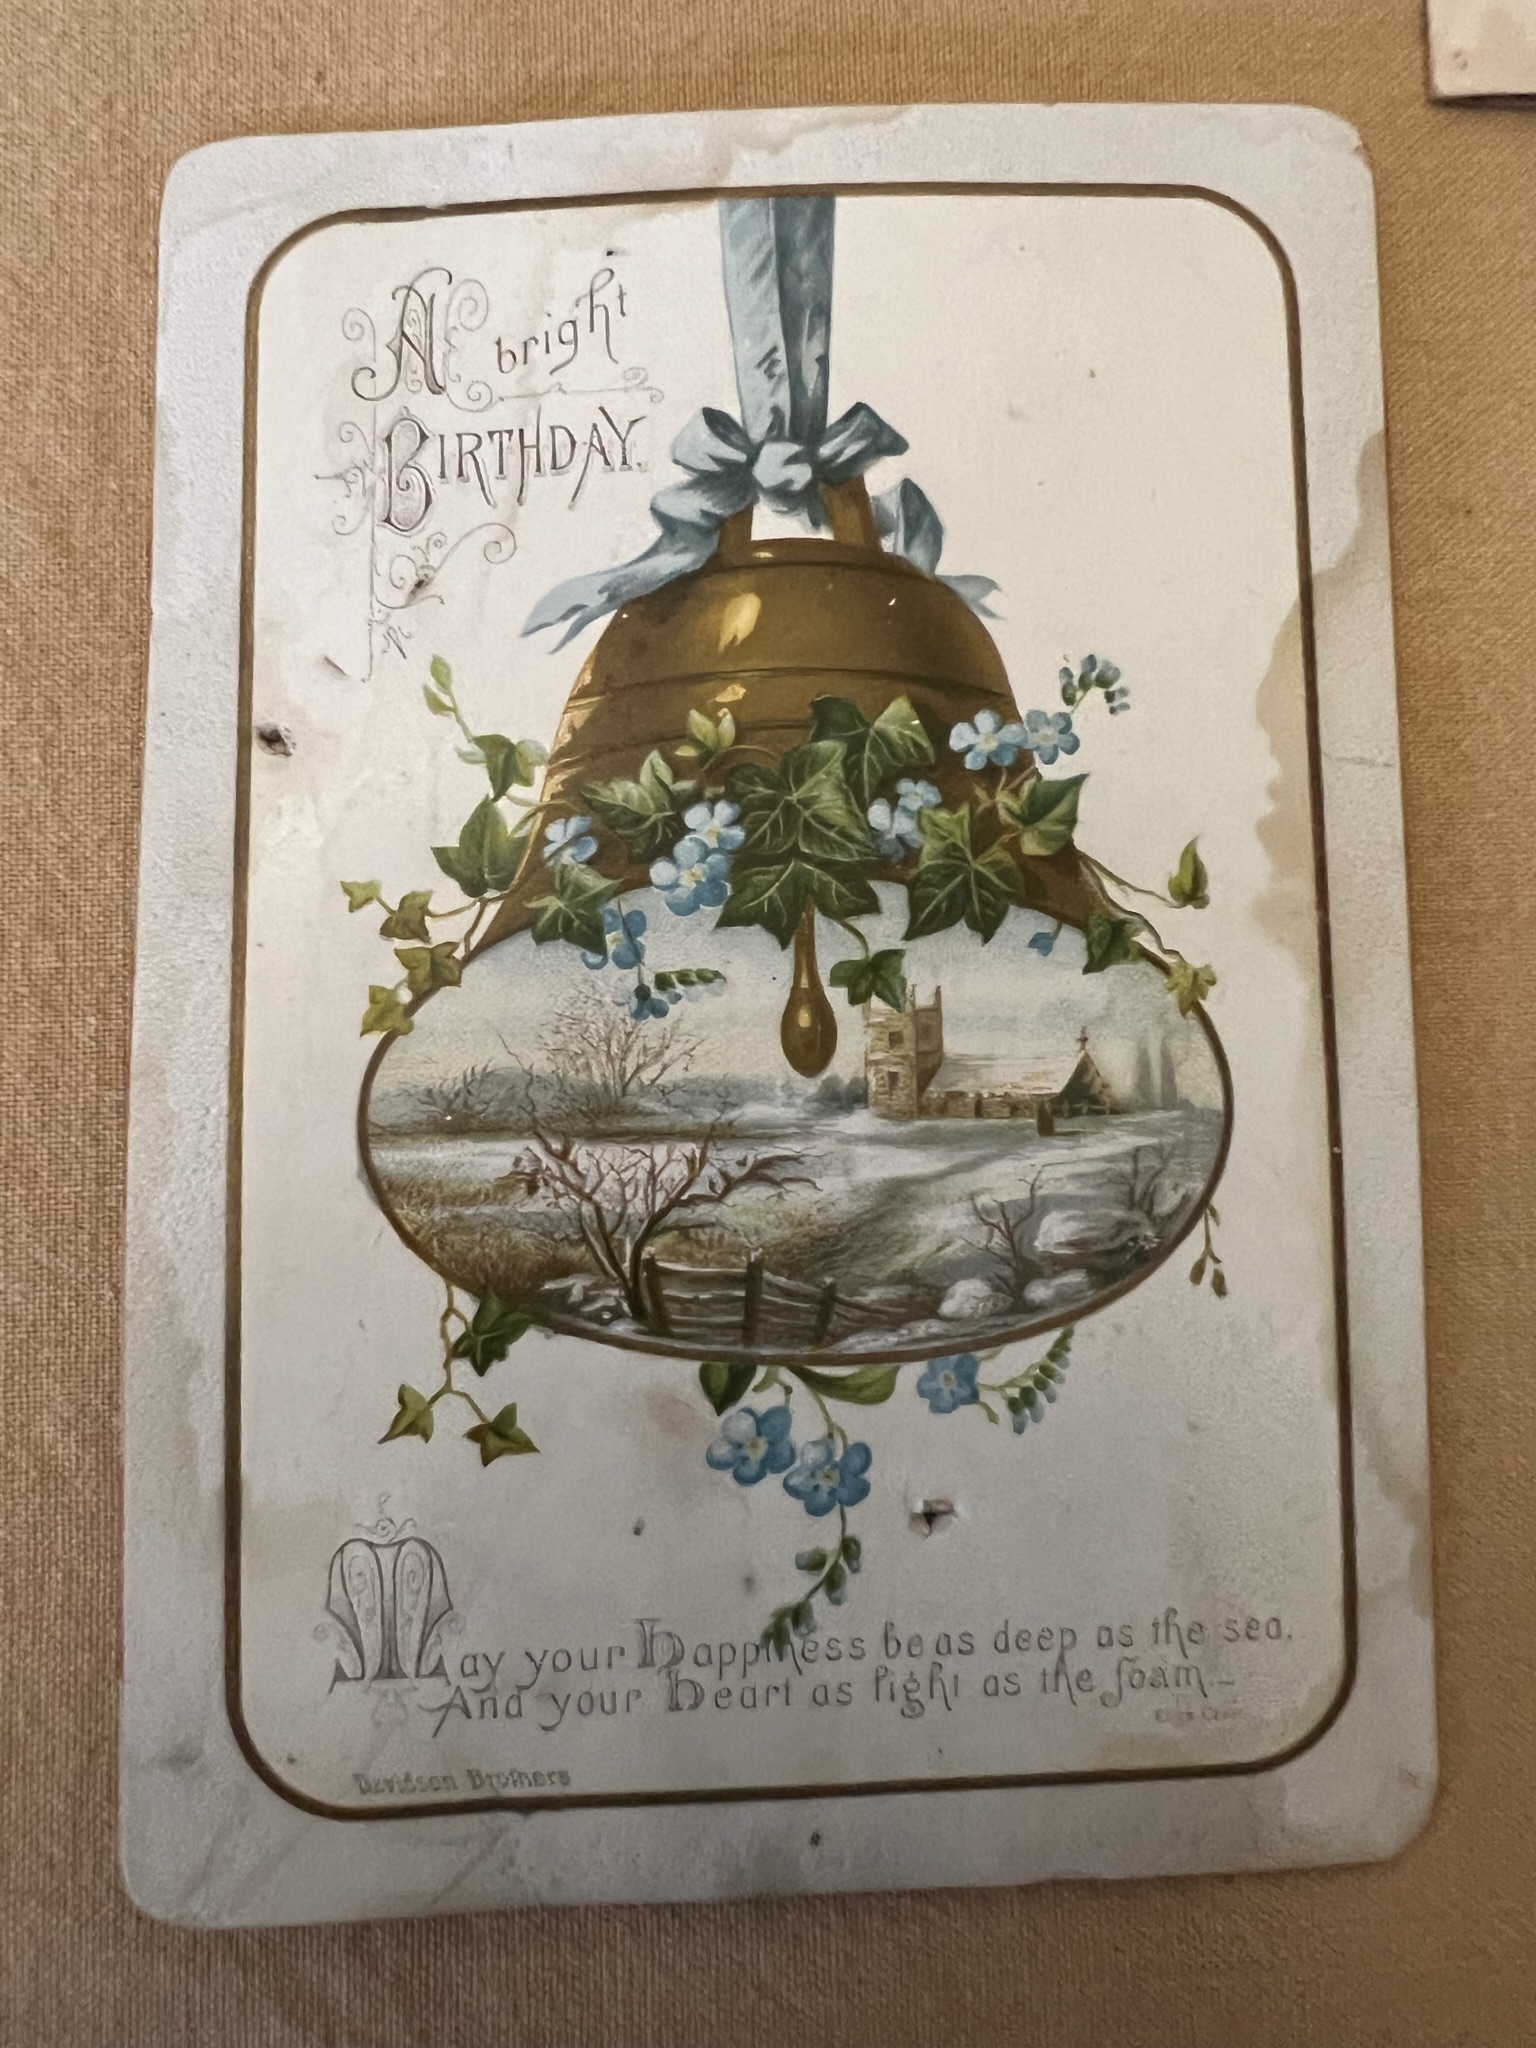 A bright
BIRTHDAY.
May your Happiness be as deep as the sea.
And your Heart as light as the foam—
Davidson Brothers